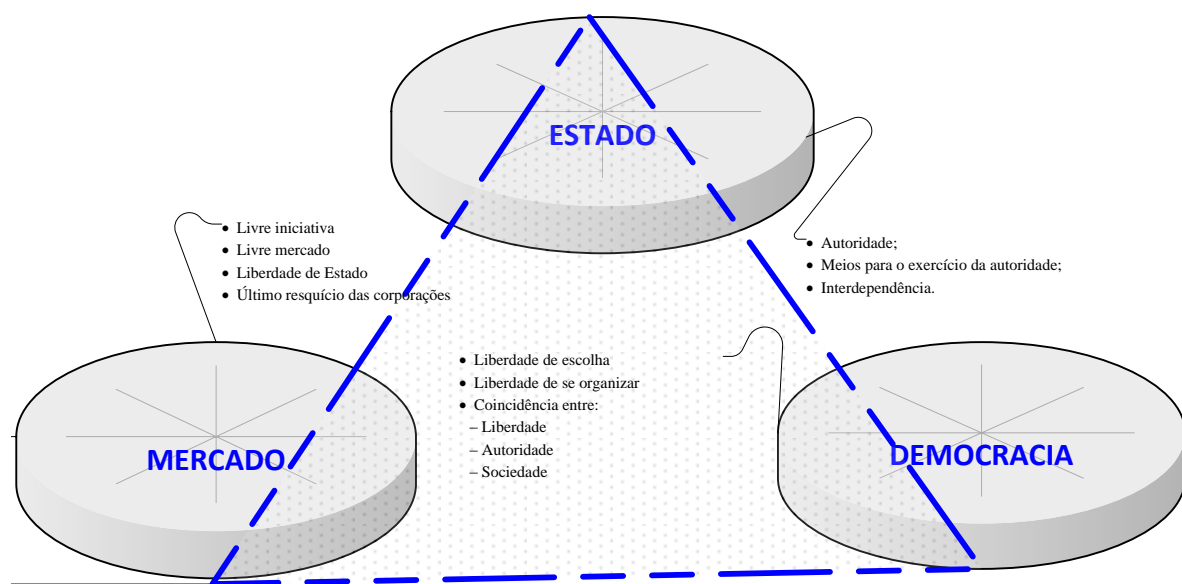 ESTADO
• Livre iniciativa
• Livre mercado
• Liberdade de Estado
• Último resquício das corporações
• Autoridade;
• Meios para o exercício da autoridade;
• Interdependência.
• Liberdade de escolha
• Liberdade de se organizar
• Coincidência entre:
– Liberdade
– Autoridade
– Sociedade
MERCADO
DEMOCRACIA